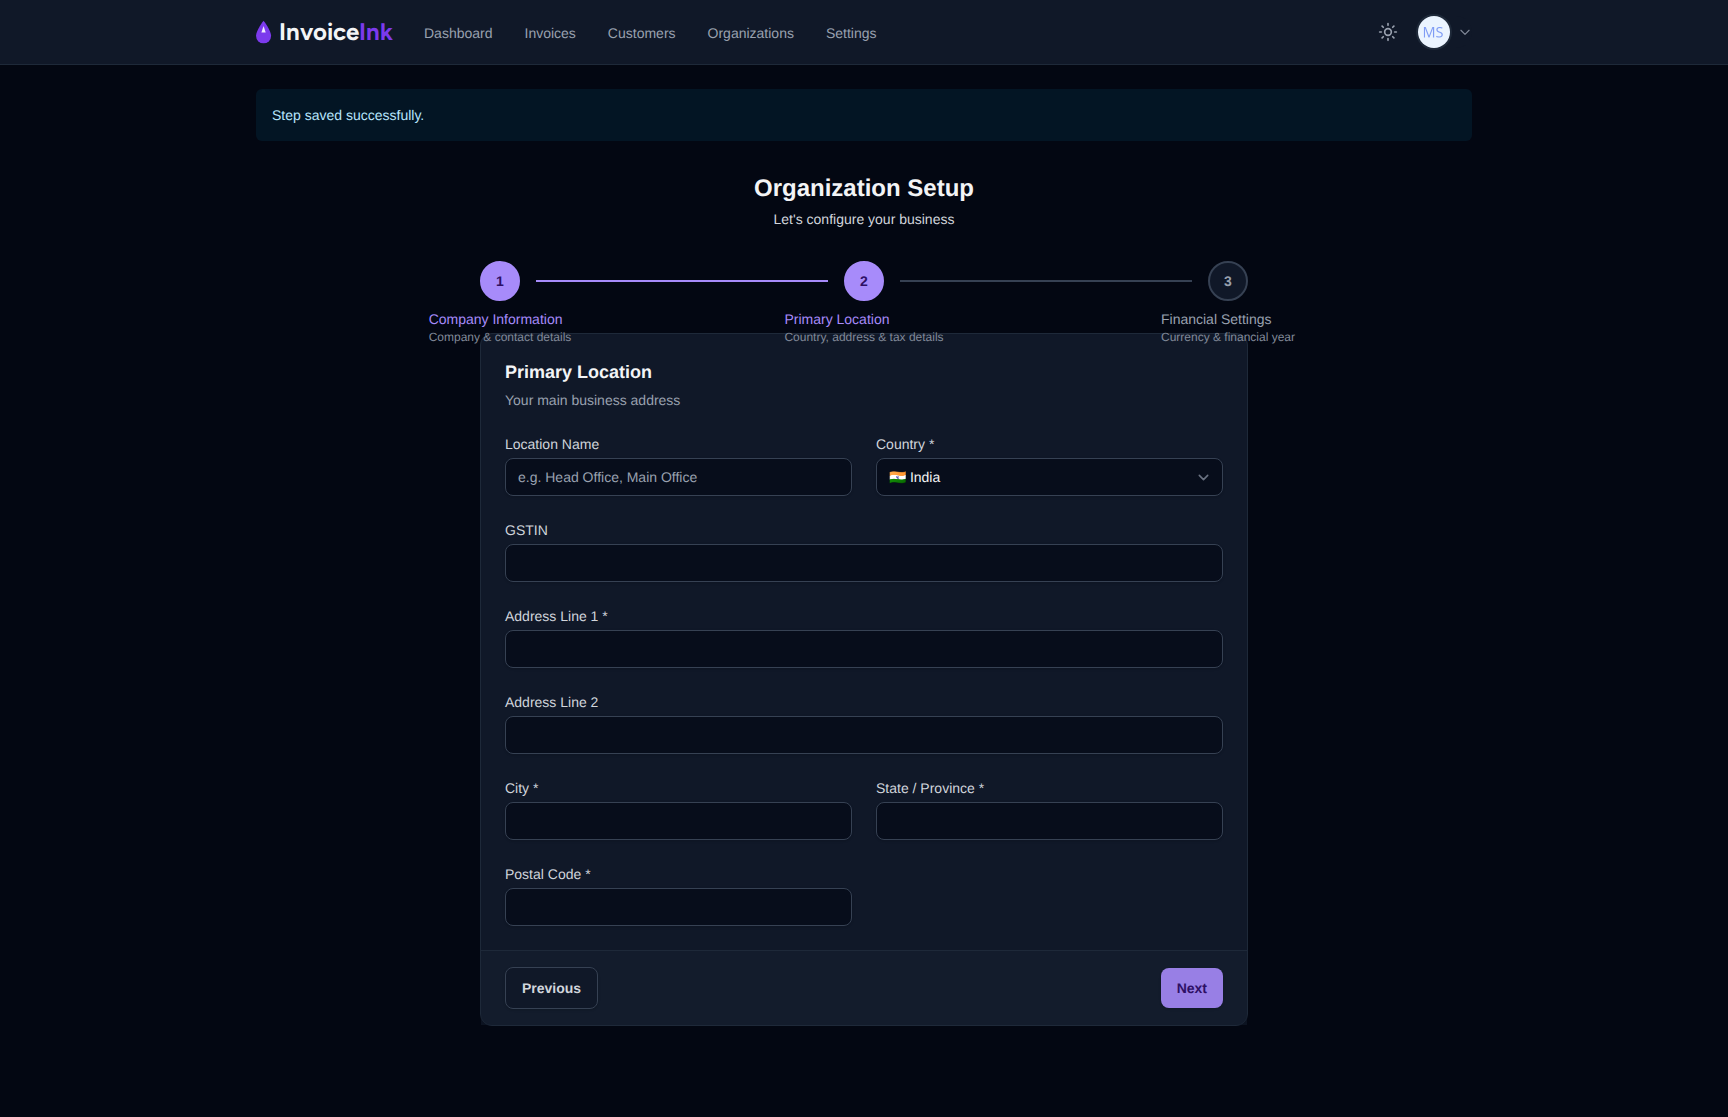 InvoiceInk
Dashboard
Invoices
Customers
Organizations
Settings
MS
Step saved successfully.
Organization Setup
Let's configure your business
1
2
3
Company Information
Company & contact details
Primary Location
Country, address & tax details
Financial Settings
Currency & financial year
Primary Location
Your main business address
Location Name
e.g. Head Office, Main Office
Country *
India
GSTIN
Address Line 1 *
Address Line 2
City *
State / Province *
Postal Code *
Previous
Next